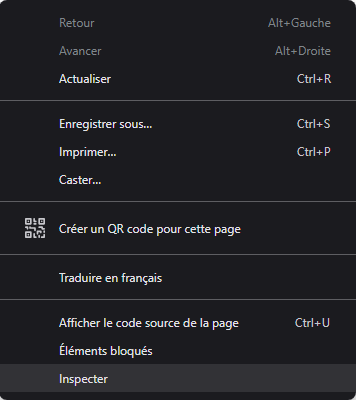 Retour Alt+Gauche
Avancer Alt+Droite
Actualiser Ctrl+R
Enregistrer sous... Ctrl+S
Imprimer... Ctrl+P
Caster...
Créer un QR code pour cette page
Traduire en français
Afficher le code source de la page Ctrl+U
Éléments bloqués
Inspecter